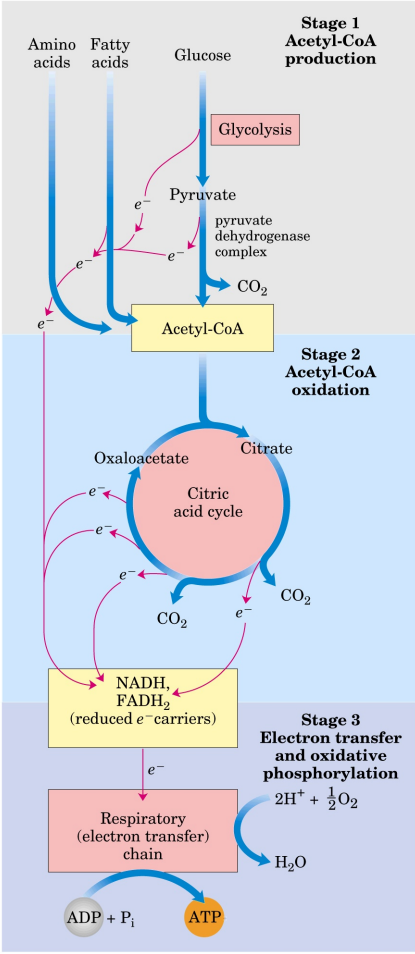 Stage 1
Acetyl-CoA
production
Amino
acids
Fatty
acids
Glucose
Glycolysis
Pyruvate
e⁻
pyruvate
dehydrogenase
complex
e⁻
e⁻
CO₂
e⁻
Acetyl-CoA
Stage 2
Acetyl-CoA
oxidation
Oxaloacetate
Citrate
Citric
acid cycle
e⁻
e⁻
e⁻
CO₂
e⁻
CO₂
NADH,
FADH₂
(reduced e⁻carriers)
Stage 3
Electron transfer
and oxidative
phosphorylation
e⁻
2H⁺ + ½O₂
Respiratory
(electron transfer)
chain
H₂O
ADP + Pᵢ
ATP